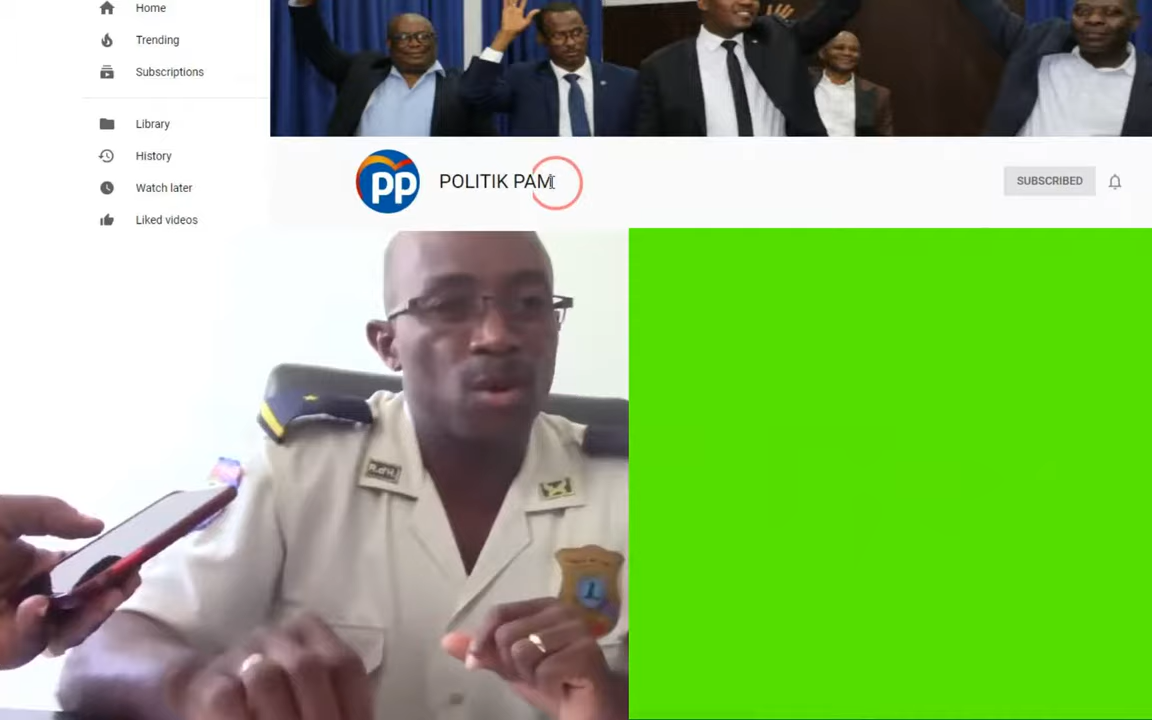 Home
Trending
Subscriptions
Library
History
Watch later
Liked videos
pp
POLITIK PAM
SUBSCRIBED
R.d'H.